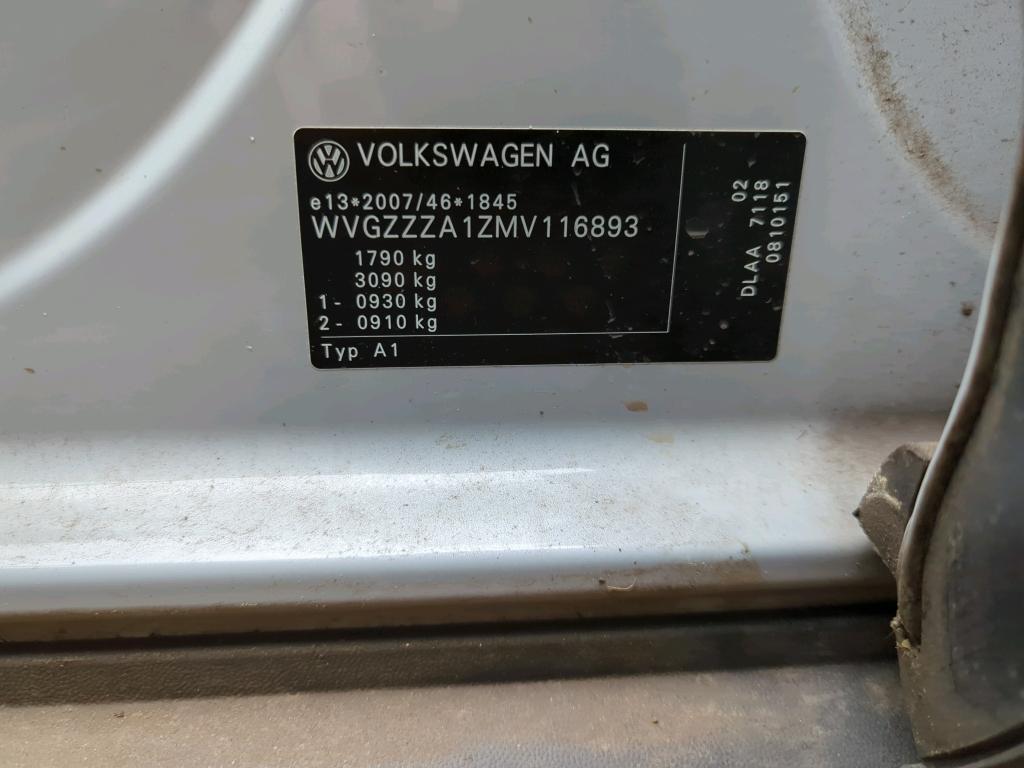 VOLKSWAGEN AG
e13*2007/46*1845
WVGZZZA1ZMV116893
1790 kg
3090 kg
1- 0930 kg
2- 0910 kg
Typ A1
02
DLAA 7118
0810151